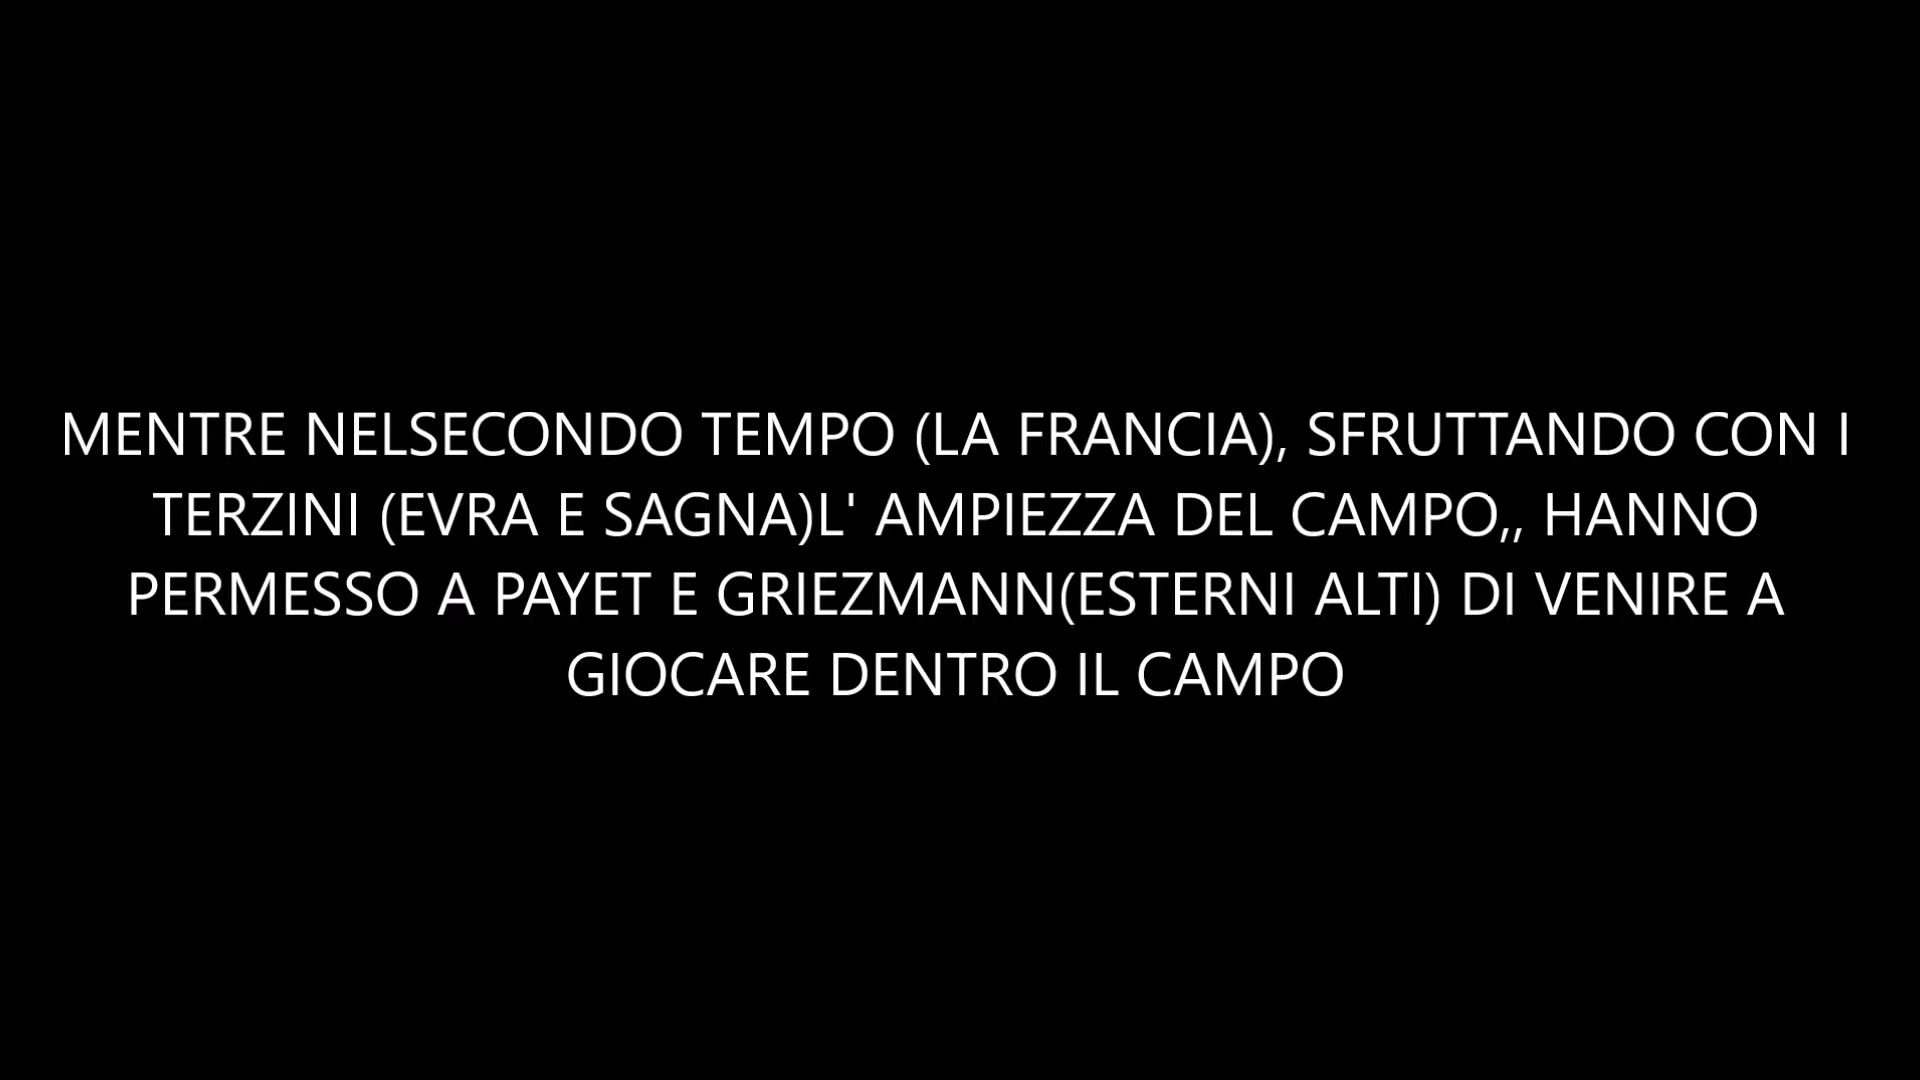 MENTRE NELSECONDO TEMPO (LA FRANCIA), SFRUTTANDO CON I
TERZINI (EVRA E SAGNA)L' AMPIEZZA DEL CAMPO,, HANNO
PERMESSO A PAYET E GRIEZMANN(ESTERNI ALTI) DI VENIRE A
GIOCARE DENTRO IL CAMPO